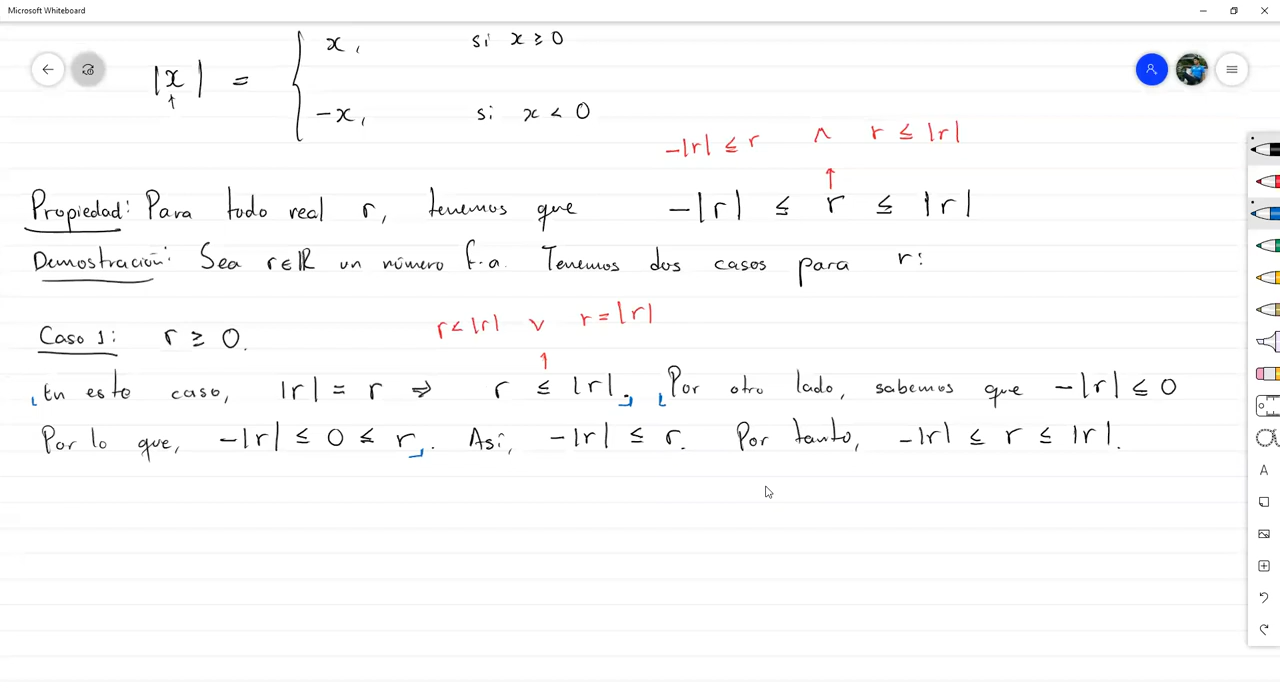 Microsoft Whiteboard
|x| = { x, si x ≥ 0
-x, si x < 0
-|r| ≤ r ∧ r ≤ |r|
Propiedad: Para todo real r, tenemos que -|r| ≤ r ≤ |r|
Demostración: Sea r∈ℝ un número f.a. Tenemos dos casos para r:
r<|r| ∨ r=|r|
Caso 1: r ≥ 0.
En este caso, |r| = r ⇒ r ≤ |r|. Por otro lado, sabemos que -|r| ≤ 0
Por lo que, -|r| ≤ 0 ≤ r. Así, -|r| ≤ r. Por tanto, -|r| ≤ r ≤ |r|.